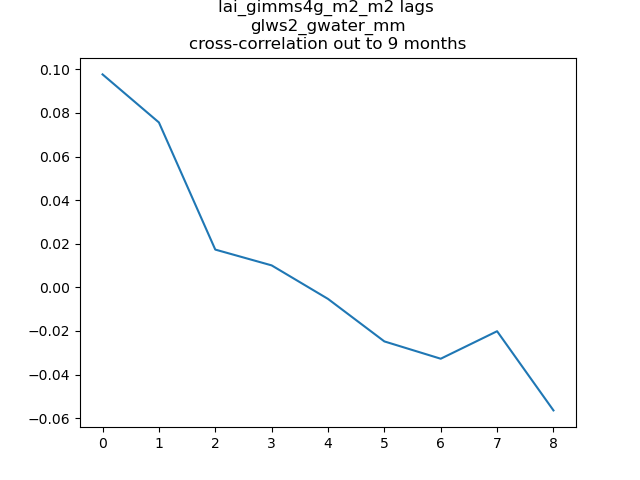 lai_gimms4g_m2_m2 lags
glws2_gwater_mm
cross-correlation out to 9 months
0.10
0.08
0.06
0.04
0.02
0.00
−0.02
−0.04
−0.06
0 1 2 3 4 5 6 7 8